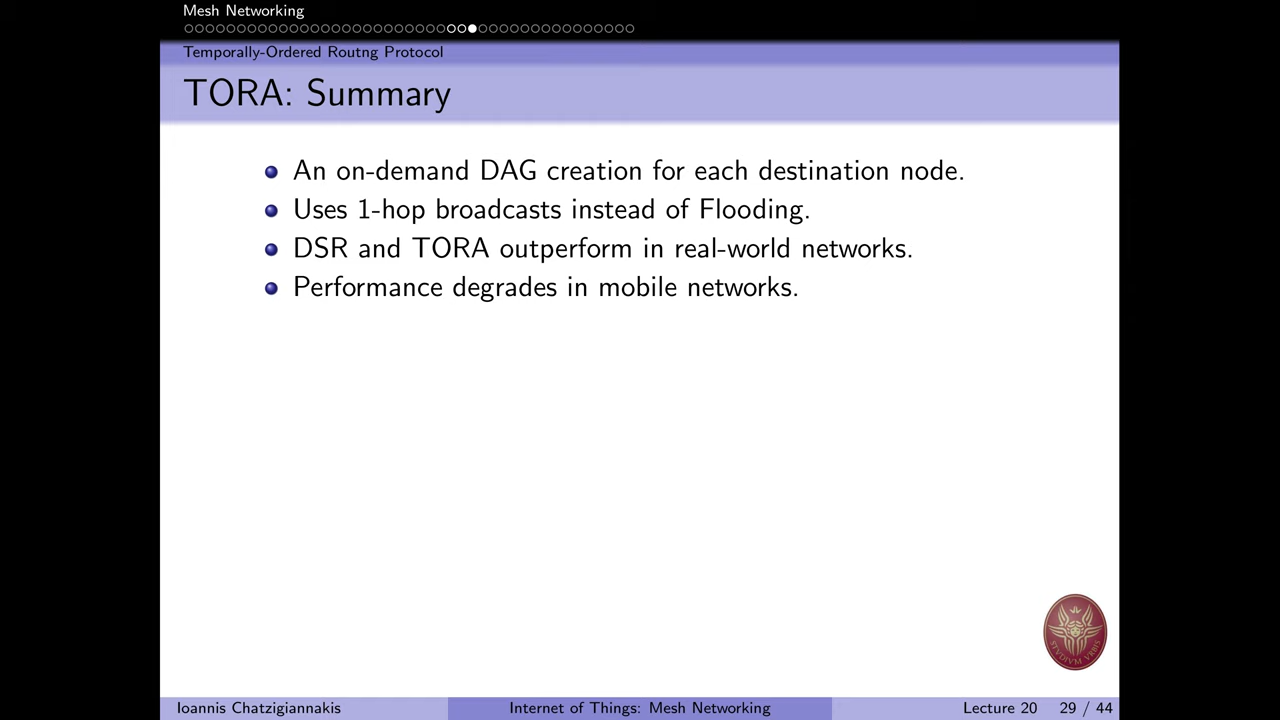 Mesh Networking
Temporally-Ordered Routng Protocol
TORA: Summary
An on-demand DAG creation for each destination node.
Uses 1-hop broadcasts instead of Flooding.
DSR and TORA outperform in real-world networks.
Performance degrades in mobile networks.
STVDIVM VRBIS
Ioannis Chatzigiannakis
Internet of Things: Mesh Networking
Lecture 20
29 / 44